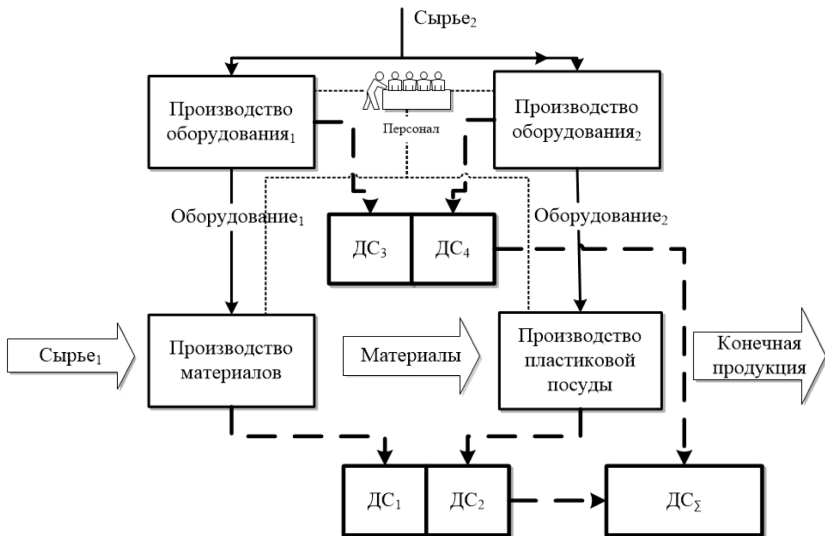 Сырье₂
Производство
оборудования₁
Персонал
Производство
оборудования₂
Оборудование₁
ДС₃
ДС₄
Оборудование₂
Сырье₁
Производство
материалов
Материалы
Производство
пластиковой
посуды
Конечная
продукция
ДС₁
ДС₂
ДС∑